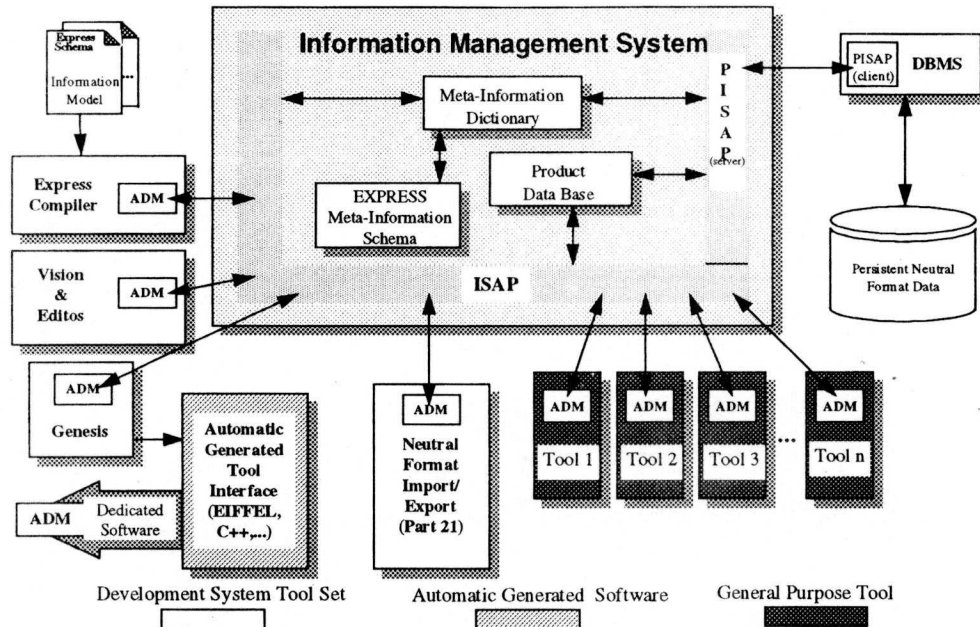 Express
Schema
Information
Model
...
Information Management System
Meta-Information
Dictionary
EXPRESS
Meta-Information
Schema
Product
Data Base
ISAP
P
I
S
A
P
(server)
PISAP
(client)
DBMS
Persistent Neutral
Format Data
Express
Compiler
ADM
Vision
&
Editos
ADM
ADM
Genesis
Automatic
Generated
Tool
Interface
(EIFFEL,
C++,...)
ADM
Dedicated
Software
ADM
Neutral
Format
Import/
Export
(Part 21)
ADM
Tool 1
ADM
Tool 2
ADM
Tool 3
...
ADM
Tool n
Development System Tool Set
Automatic Generated Software
General Purpose Tool